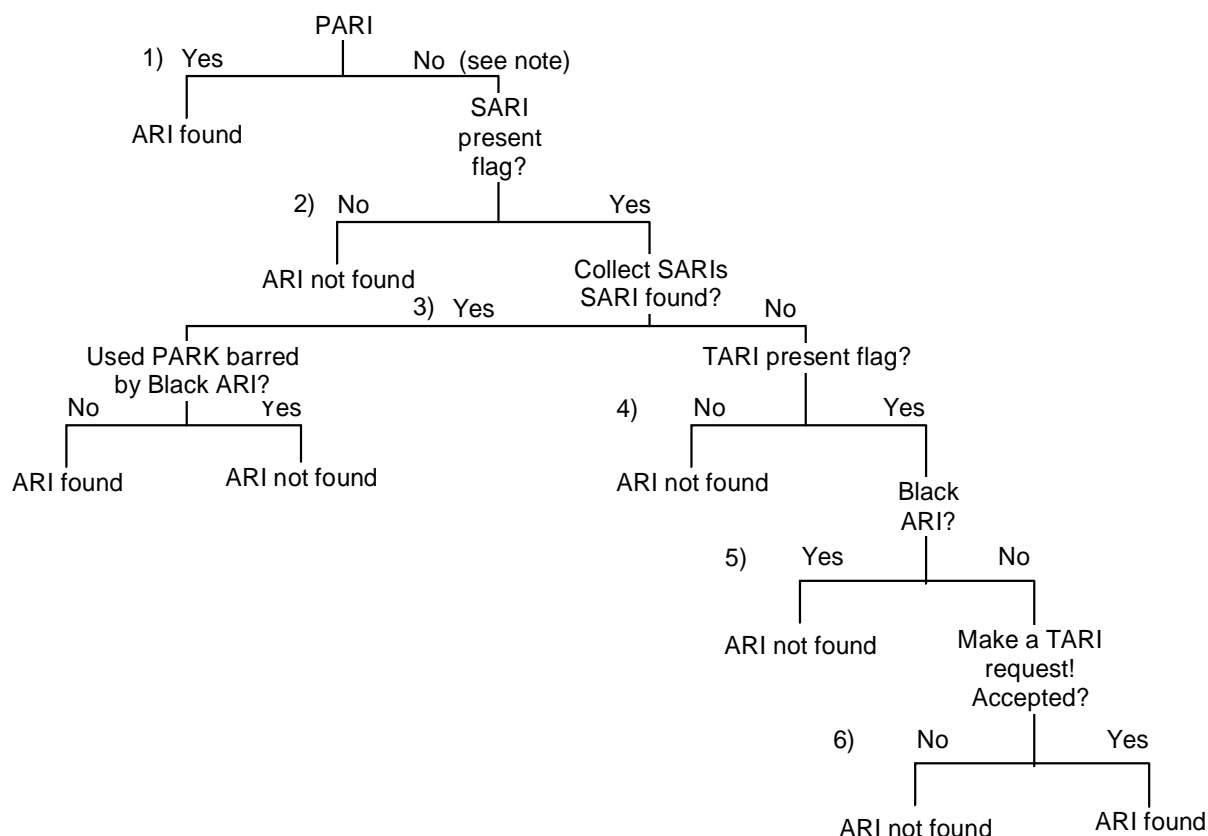 PARI
1) Yes No (see note)
ARI found
SARI
present
flag?
2) No Yes
ARI not found
Collect SARIs
SARI found?
3) Yes No
Used PARK barred
by Black ARI?
TARI present flag?
No Yes
4) No Yes
ARI found
ARI not found
ARI not found
Black
ARI?
5) Yes No
ARI not found
Make a TARI
request!
Accepted?
6) No Yes
ARI not found
ARI found